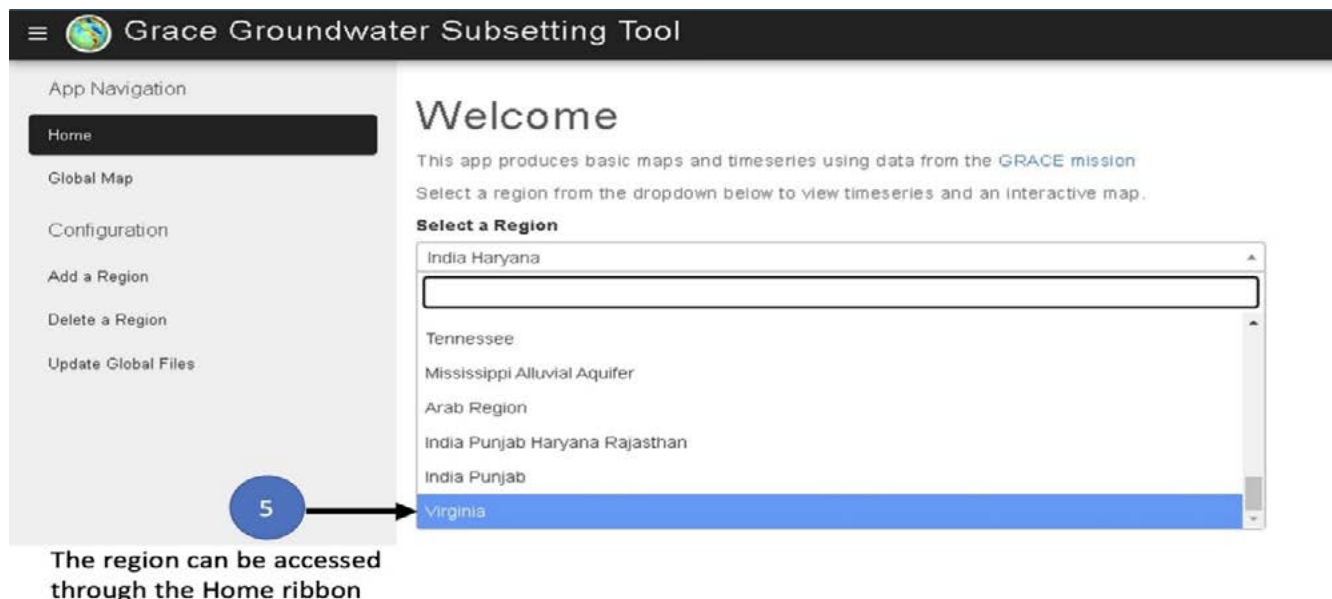 Grace Groundwater Subsetting Tool
App Navigation
Home
Global Map
Configuration
Add a Region
Delete a Region
Update Global Files
Welcome
This app produces basic maps and timeseries using data from the GRACE mission
Select a region from the dropdown below to view timeseries and an interactive map.
Select a Region
India Haryana
Tennessee
Mississippi Alluvial Aquifer
Arab Region
India Punjab Haryana Rajasthan
India Punjab
Virginia
5
The region can be accessed
through the Home ribbon